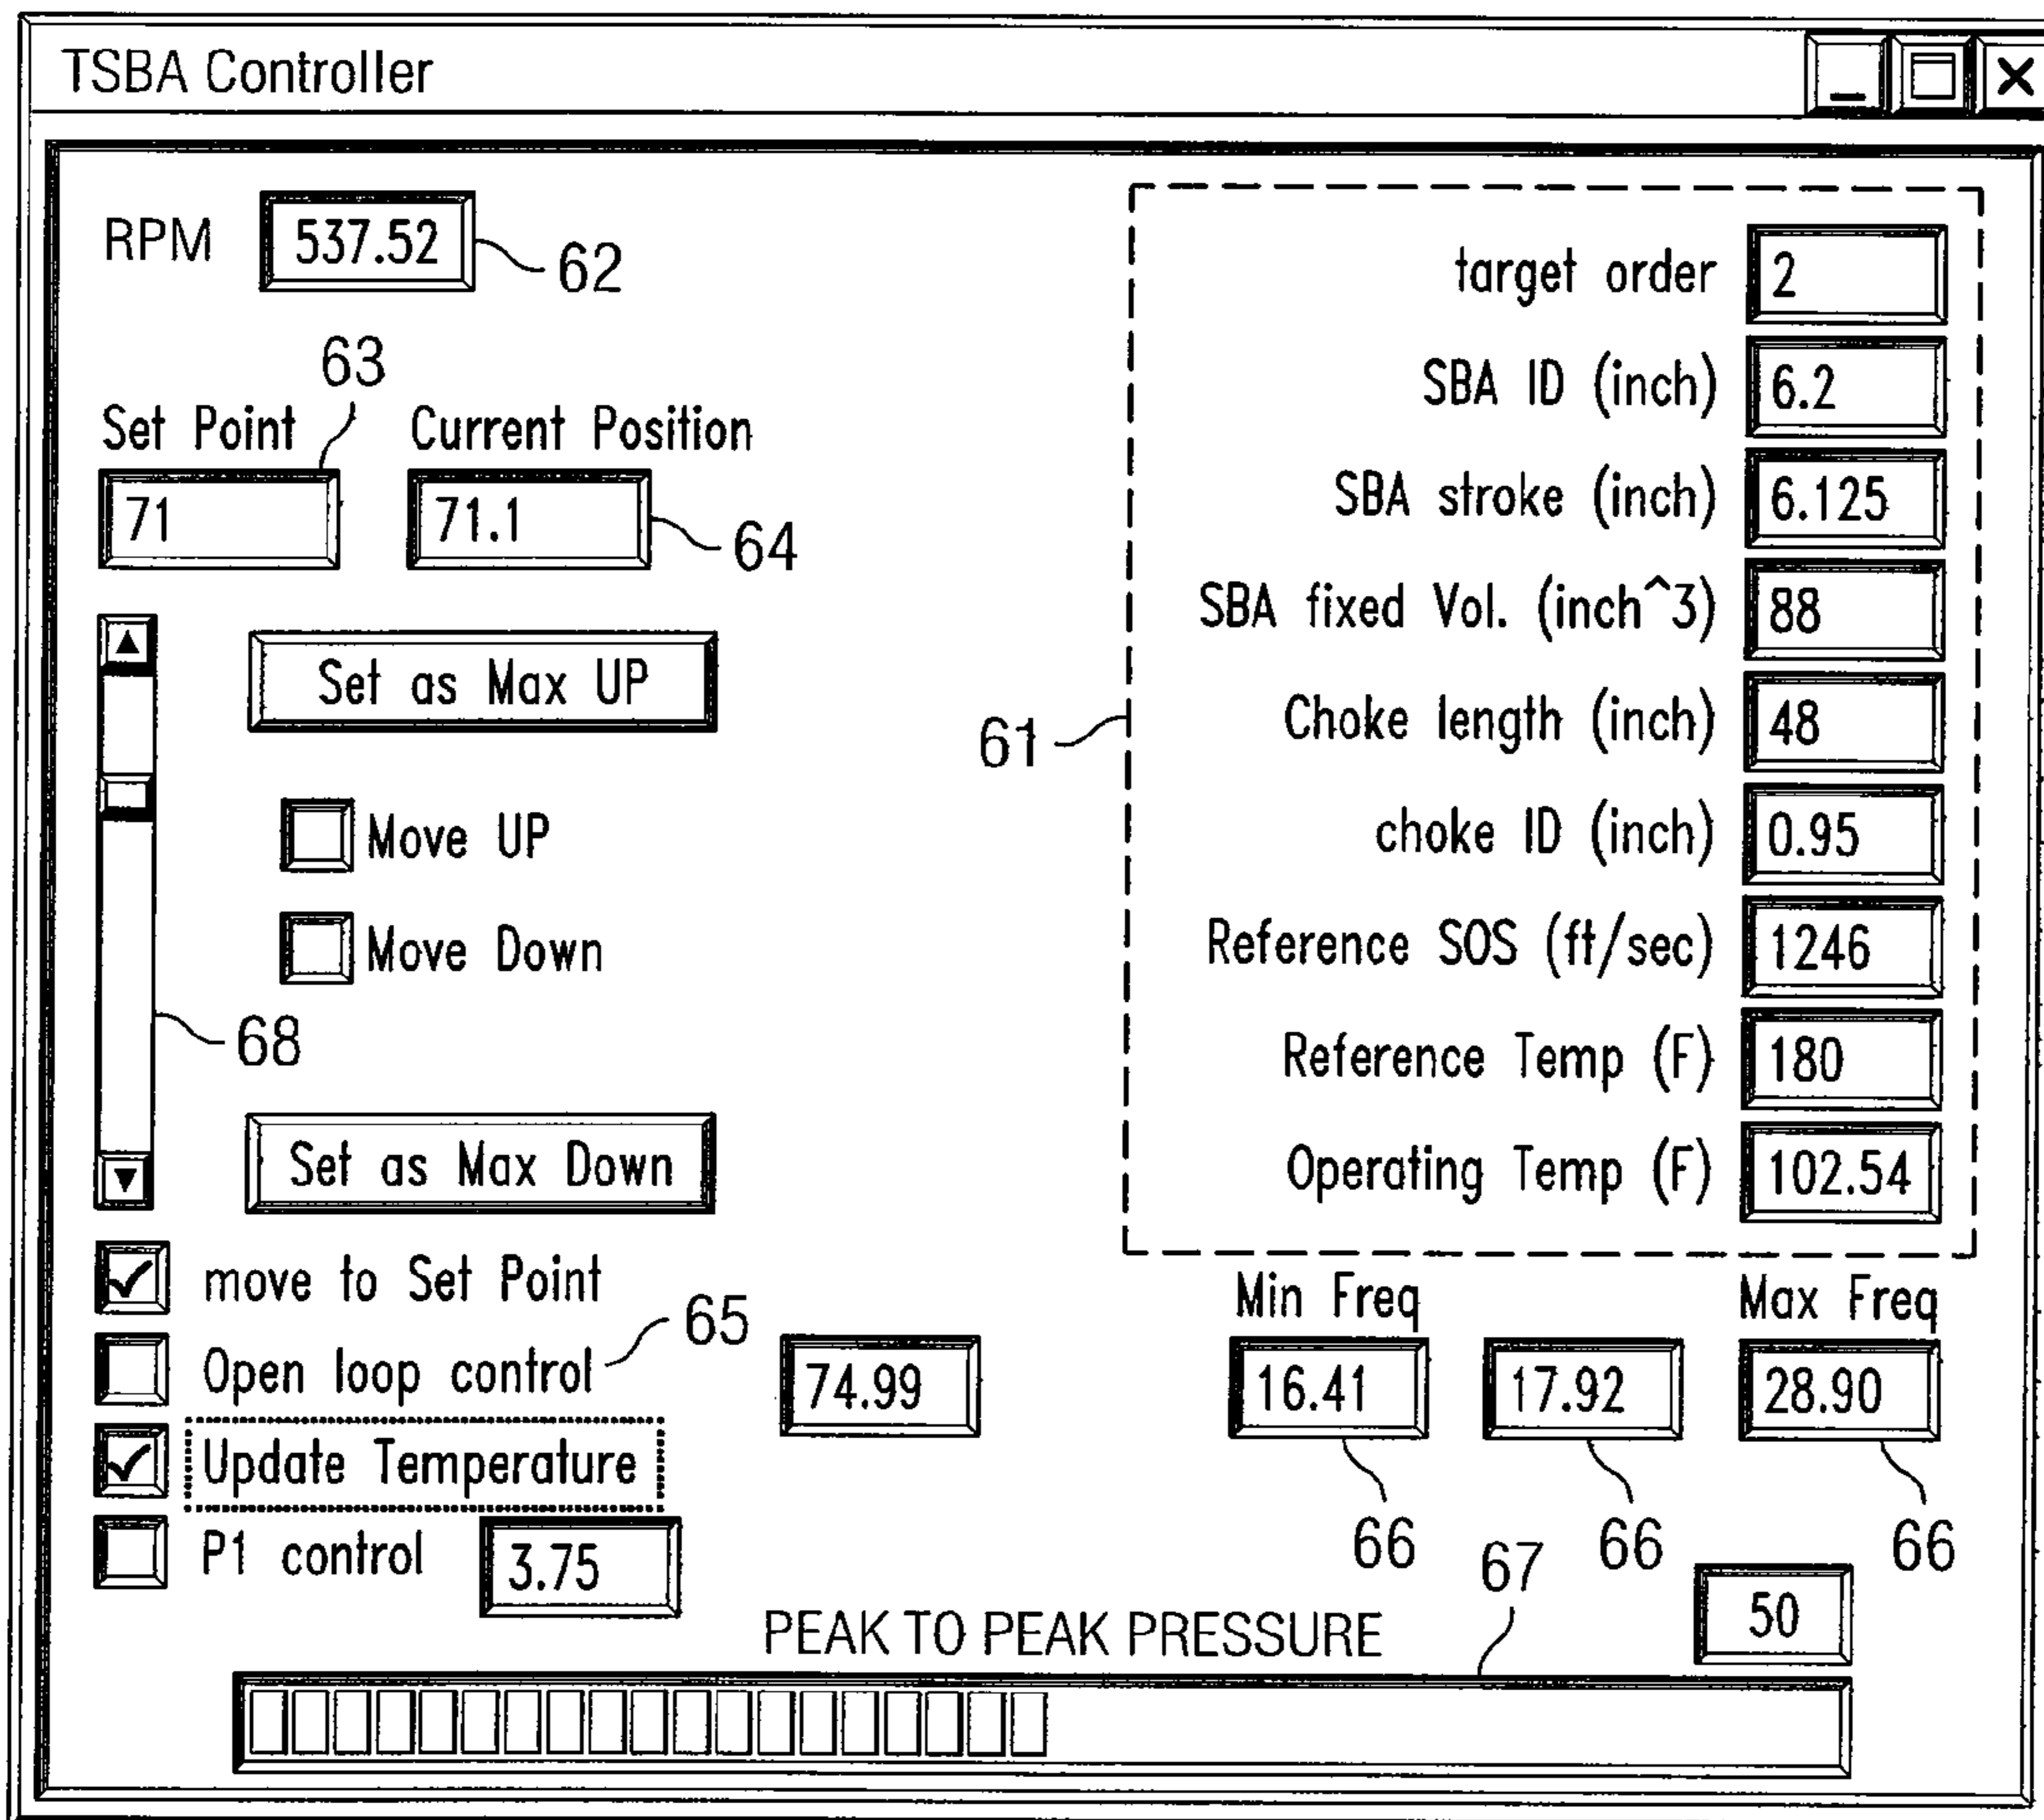 TSBA Controller
RPM 537.52 62
63
Set Point Current Position
71 71.1 64
Set as Max UP
Move UP
Move Down
68
Set as Max Down
✓ move to Set Point
Open loop control 65
74.99
✓ Update Temperature
P1 control 3.75
61
target order 2
SBA ID (inch) 6.2
SBA stroke (inch) 6.125
SBA fixed Vol. (inch^3) 88
Choke length (inch) 48
choke ID (inch) 0.95
Reference SOS (ft/sec) 1246
Reference Temp (F) 180
Operating Temp (F) 102.54
Min Freq Max Freq
16.41 17.92 28.90
66 66 66
67
50
PEAK TO PEAK PRESSURE